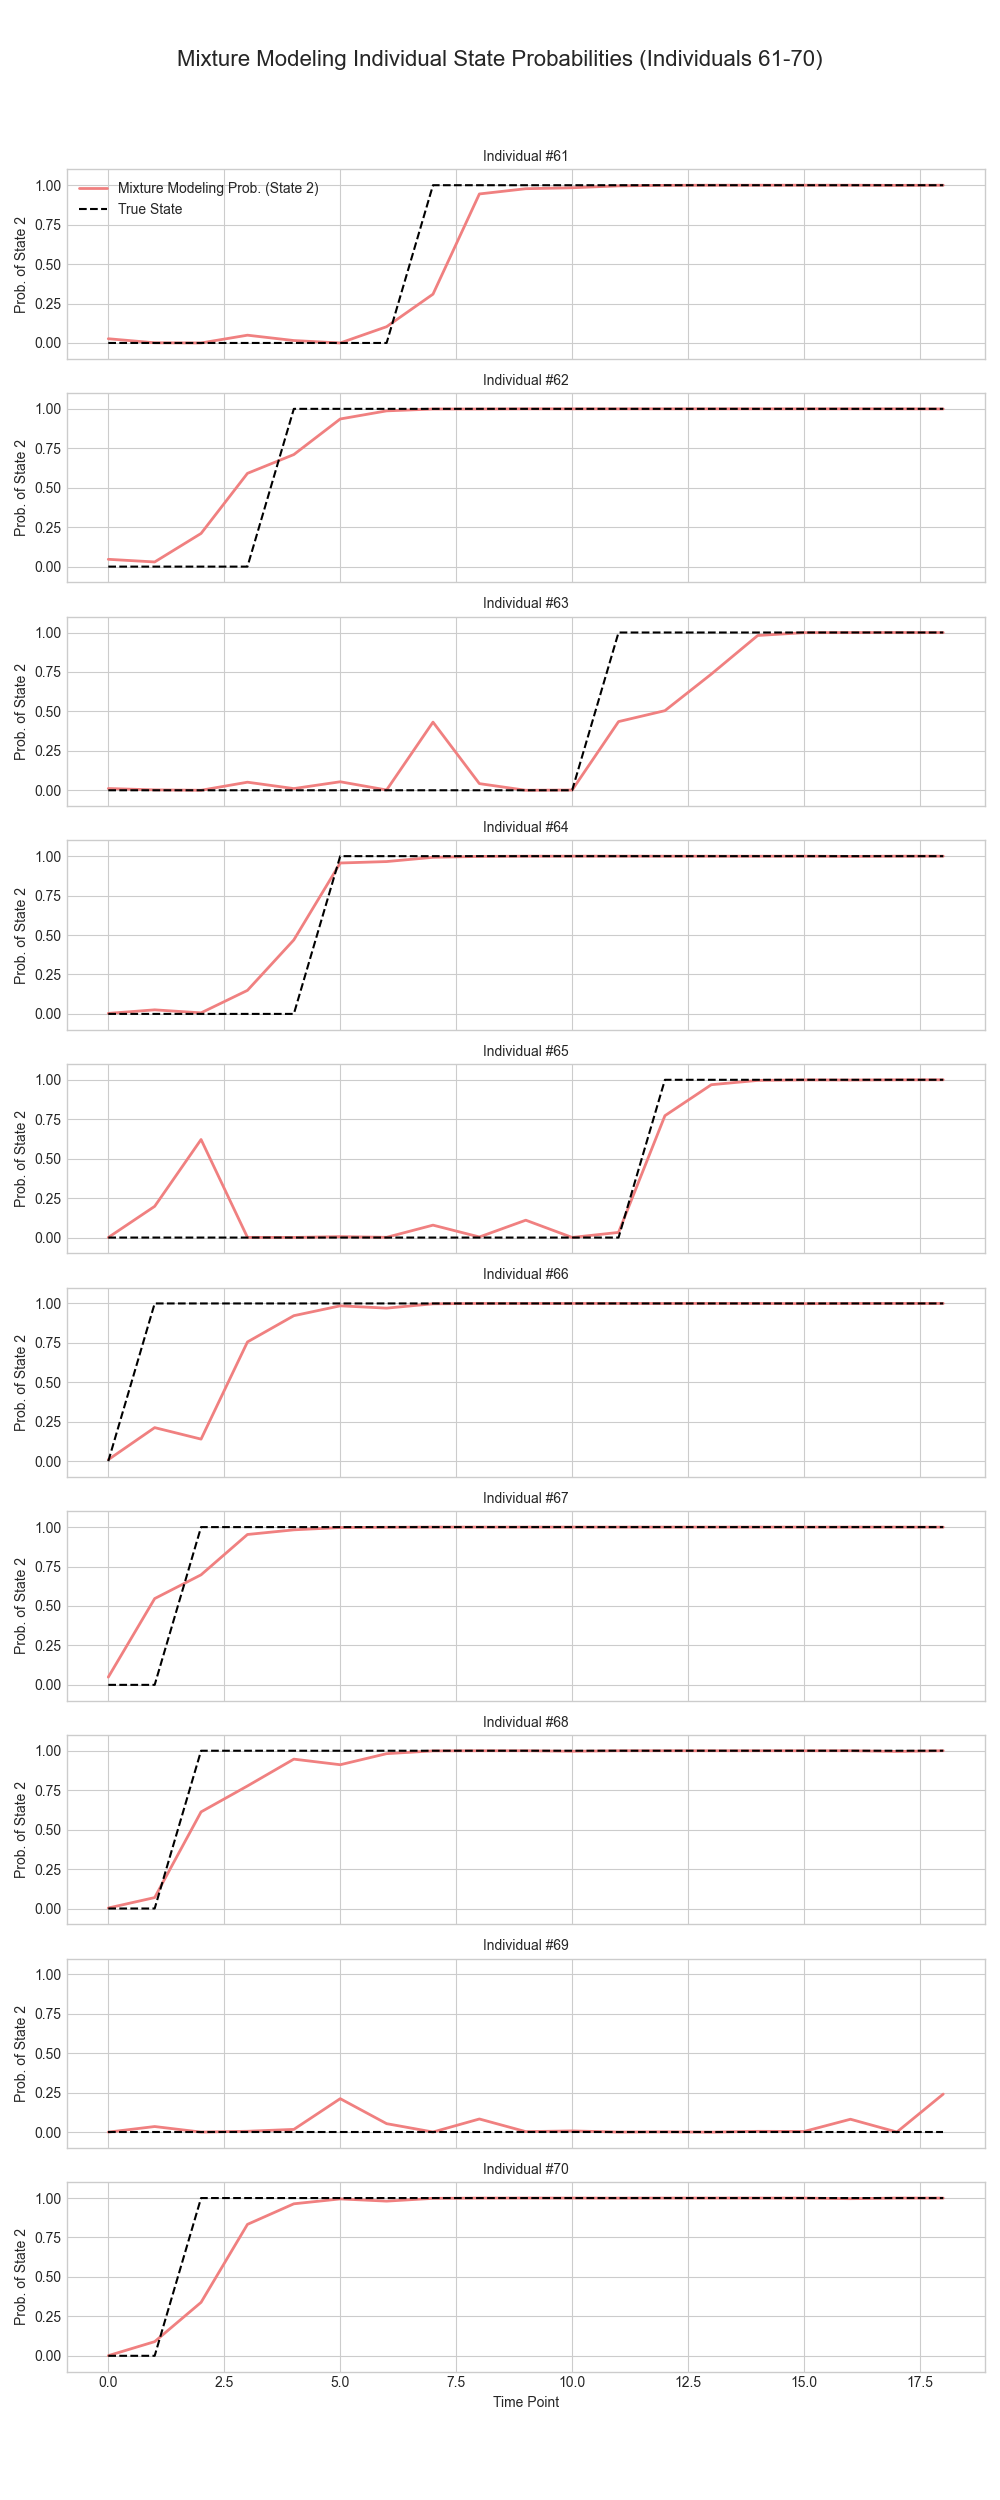 Mixture Modeling Individual State Probabilities (Individuals 61-70)
Individual #61
Mixture Modeling Prob. (State 2)
True State
1.00
0.75
0.50
0.25
0.00
Prob. of State 2
Individual #62
1.00
0.75
0.50
0.25
0.00
Prob. of State 2
Individual #63
1.00
0.75
0.50
0.25
0.00
Prob. of State 2
Individual #64
1.00
0.75
0.50
0.25
0.00
Prob. of State 2
Individual #65
1.00
0.75
0.50
0.25
0.00
Prob. of State 2
Individual #66
1.00
0.75
0.50
0.25
0.00
Prob. of State 2
Individual #67
1.00
0.75
0.50
0.25
0.00
Prob. of State 2
Individual #68
1.00
0.75
0.50
0.25
0.00
Prob. of State 2
Individual #69
1.00
0.75
0.50
0.25
0.00
Prob. of State 2
Individual #70
1.00
0.75
0.50
0.25
0.00
Prob. of State 2
0.0 2.5 5.0 7.5 10.0 12.5 15.0 17.5
Time Point